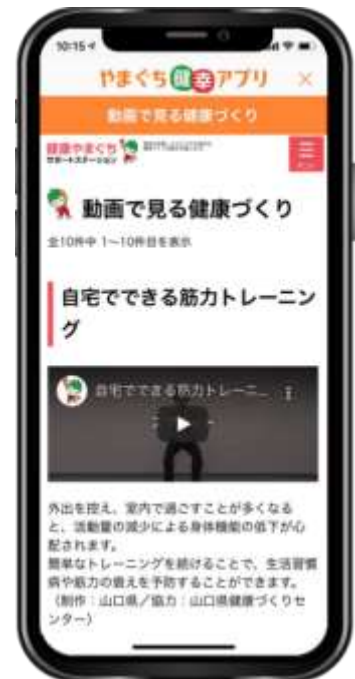 10:15
やまぐち健幸アプリ ×
動画で見る健康づくり
健康やまぐち
サポートステーション
動画で見る健康づくり
全10件中 1〜10件目を表示
自宅でできる筋力トレーニン
グ
自宅でできる筋力トレーニ...
外出を控え、室内で過ごすことが多くなる
と、活動量の減少による身体機能の低下が心
配されます。
簡単なトレーニングを続けることで、生活習慣
病や筋力の衰えを予防することができます。
(制作:山口県/協力:山口県健康づくりセ
ンター)